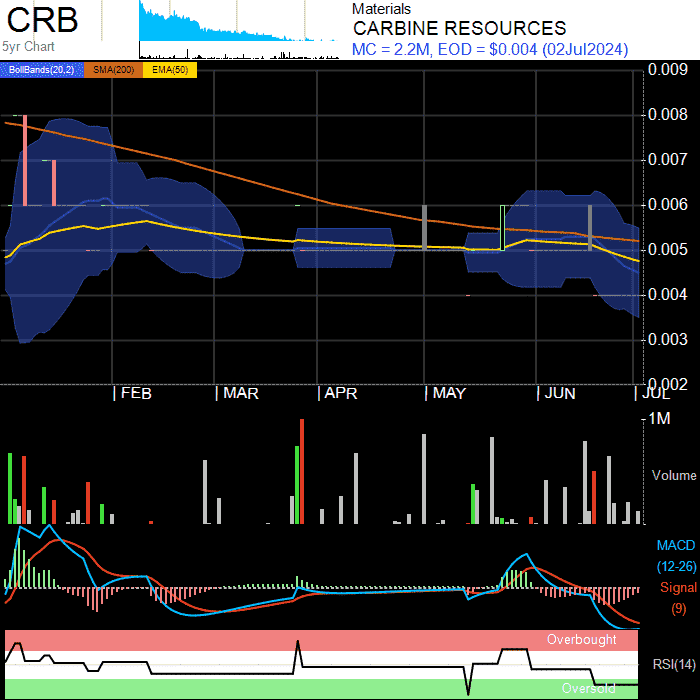 CRB
5yr Chart
Materials
CARBINE RESOURCES
MC = 2.2M, EOD = $0.004 (02Jul2024)
BollBands(20,2) SMA(200) EMA(50)
0.009
0.008
0.007
0.006
0.005
0.004
0.003
0.002
FEB MAR APR MAY JUN JUL
1M
Volume
MACD
(12-26)
Signal
(9)
Overbought
RSI(14)
Oversold